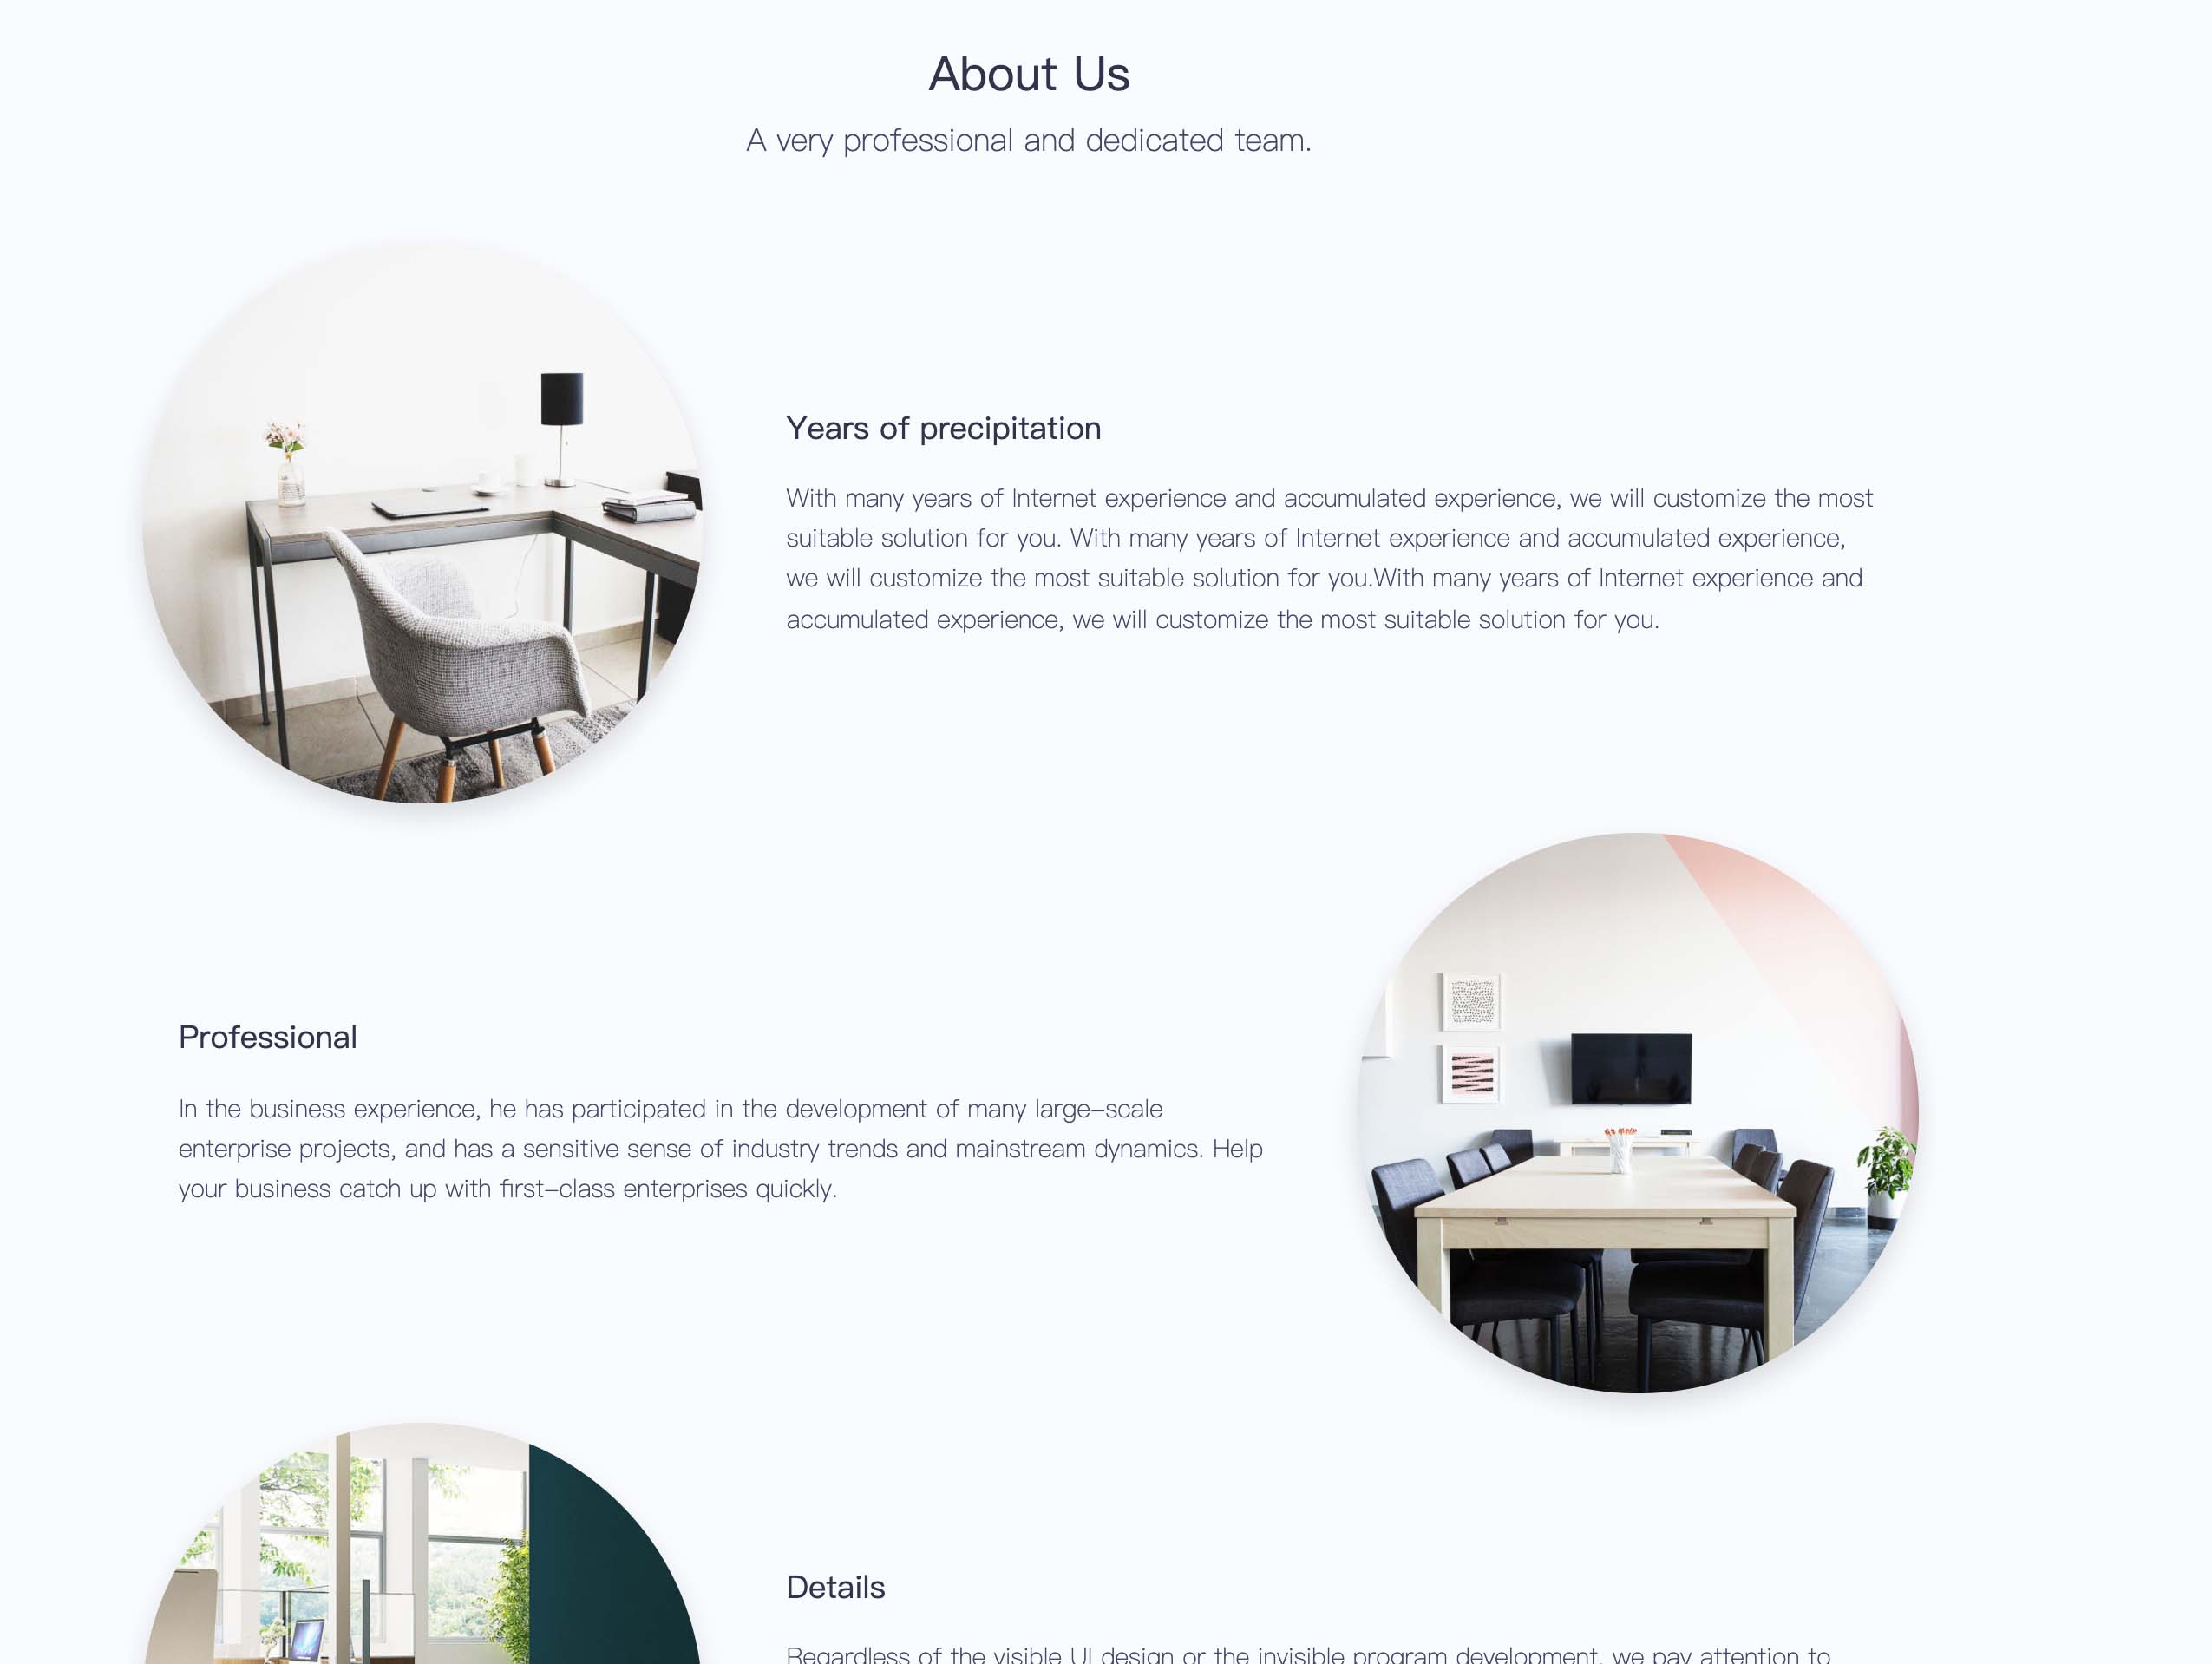 About Us
A very professional and dedicated team.
Years of precipitation
With many years of Internet experience and accumulated experience, we will customize the most
suitable solution for you. With many years of Internet experience and accumulated experience,
we will customize the most suitable solution for you.With many years of Internet experience and
accumulated experience, we will customize the most suitable solution for you.
Professional
In the business experience, he has participated in the development of many large–scale
enterprise projects, and has a sensitive sense of industry trends and mainstream dynamics. Help
your business catch up with first–class enterprises quickly.
Details
Regardless of the visible UI design or the invisible program development, we pay attention to